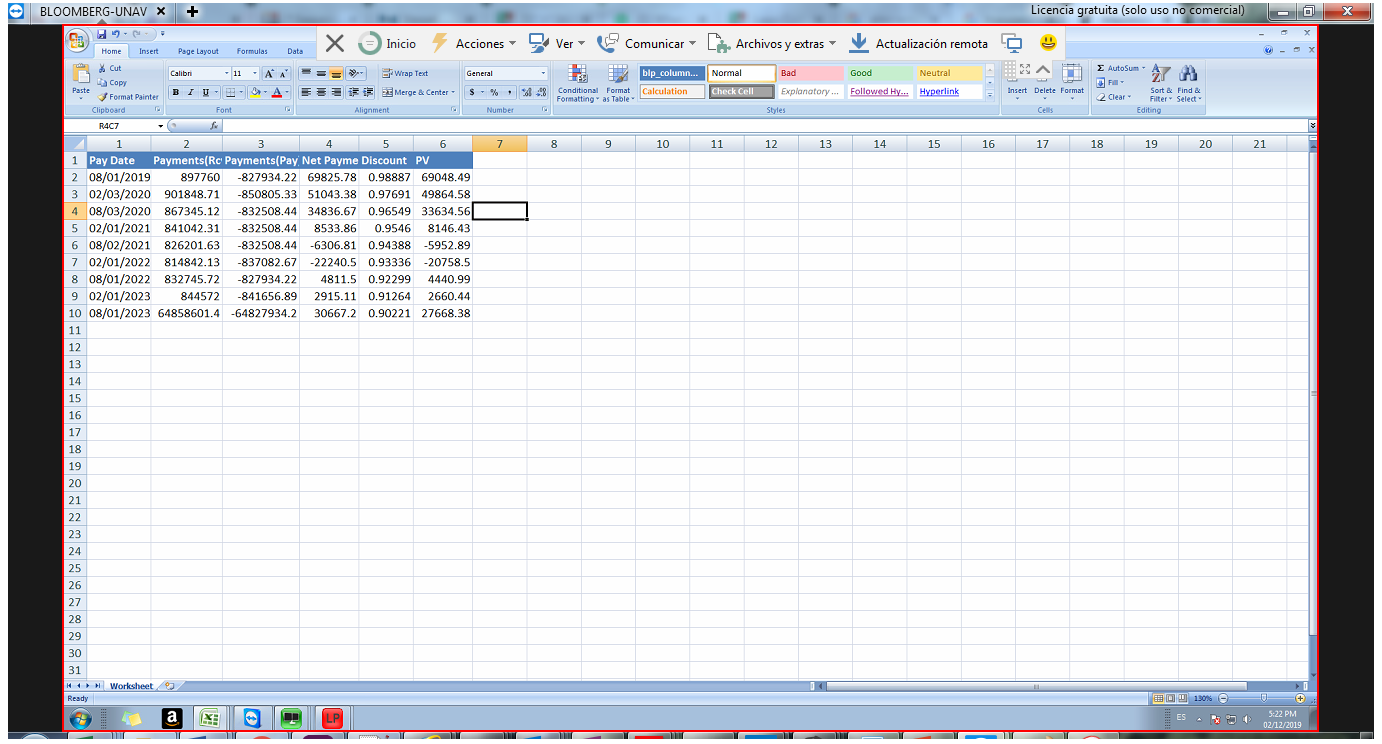 BLOOMBERG-UNAV
Licencia gratuita (solo uso no comercial)
Home Insert Page Layout Formulas Data
Inicio Acciones Ver Comunicar Archivos y extras Actualización remota
Cut
Copy
Format Painter
Paste
Clipboard
Calibri 11
B I U
Font
Wrap Text
Merge & Center
Alignment
General
$ % ,
Number
Conditional Formatting
Format as Table
blp_column... Normal Bad Good Neutral
Calculation Check Cell Explanatory ... Followed Hy... Hyperlink
Styles
Insert Delete Format
Cells
AutoSum
Fill
Clear
Sort & Filter
Find & Select
Editing
R4C7 fx
1 2 3 4 5 6 7 8 9 10 11 12 13 14 15 16 17 18 19 20 21
1 Pay Date Payments(Rc Payments(Pay Net Payme Discount PV
2 08/01/2019 897760 -827934.22 69825.78 0.98887 69048.49
3 02/03/2020 901848.71 -850805.33 51043.38 0.97691 49864.58
4 08/03/2020 867345.12 -832508.44 34836.67 0.96549 33634.56
5 02/01/2021 841042.31 -832508.44 8533.86 0.9546 8146.43
6 08/02/2021 826201.63 -832508.44 -6306.81 0.94388 -5952.89
7 02/01/2022 814842.13 -837082.67 -22240.5 0.93336 -20758.5
8 08/01/2022 832745.72 -827934.22 4811.5 0.92299 4440.99
9 02/01/2023 844572 -841656.89 2915.11 0.91264 2660.44
10 08/01/2023 64858601.4 -64827934.2 30667.2 0.90221 27668.38
11
12
13
14
15
16
17
18
19
20
21
22
23
24
25
26
27
28
29
30
31
Worksheet
Ready
130%
LP
ES
5:22 PM
02/12/2019